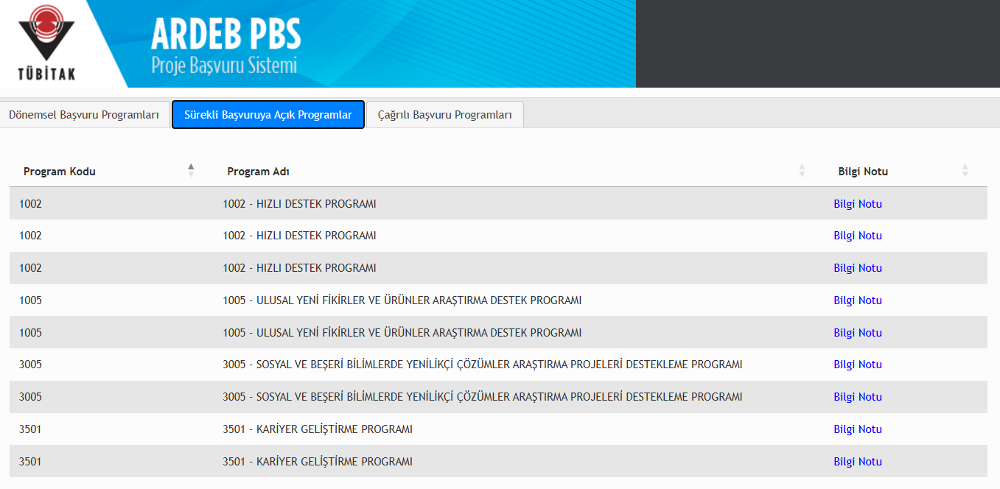 TÜBİTAK
ARDEB PBS
Proje Başvuru Sistemi
Dönemsel Başvuru Programları Sürekli Başvuruya Açık Programlar Çağrılı Başvuru Programları
Program Kodu Program Adı Bilgi Notu
1002 1002 - HIZLI DESTEK PROGRAMI Bilgi Notu
1002 1002 - HIZLI DESTEK PROGRAMI Bilgi Notu
1002 1002 - HIZLI DESTEK PROGRAMI Bilgi Notu
1005 1005 - ULUSAL YENİ FİKİRLER VE ÜRÜNLER ARAŞTIRMA DESTEK PROGRAMI Bilgi Notu
1005 1005 - ULUSAL YENİ FİKİRLER VE ÜRÜNLER ARAŞTIRMA DESTEK PROGRAMI Bilgi Notu
3005 3005 - SOSYAL VE BEŞERİ BİLİMLERDE YENİLİKÇİ ÇÖZÜMLER ARAŞTIRMA PROJELERİ DESTEKLEME PROGRAMI Bilgi Notu
3005 3005 - SOSYAL VE BEŞERİ BİLİMLERDE YENİLİKÇİ ÇÖZÜMLER ARAŞTIRMA PROJELERİ DESTEKLEME PROGRAMI Bilgi Notu
3501 3501 - KARİYER GELİŞTİRME PROGRAMI Bilgi Notu
3501 3501 - KARİYER GELİŞTİRME PROGRAMI Bilgi Notu